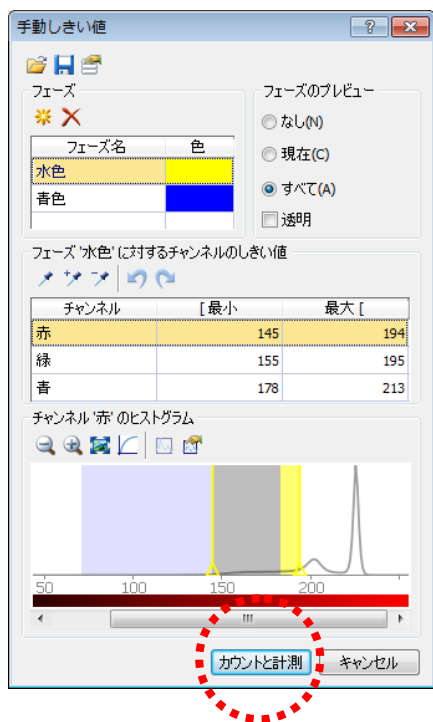 手動しきい値
フェーズ
フェーズ名 色
水色
青色
フェーズのプレビュー
なし(N)
現在(C)
すべて(A)
透明
フェーズ '水色' に対するチャンネルのしきい値
チャンネル [最小 最大 [
赤 145 194
緑 155 195
青 178 213
チャンネル '赤' のヒストグラム
50 100 150 200
カウントと計測 キャンセル